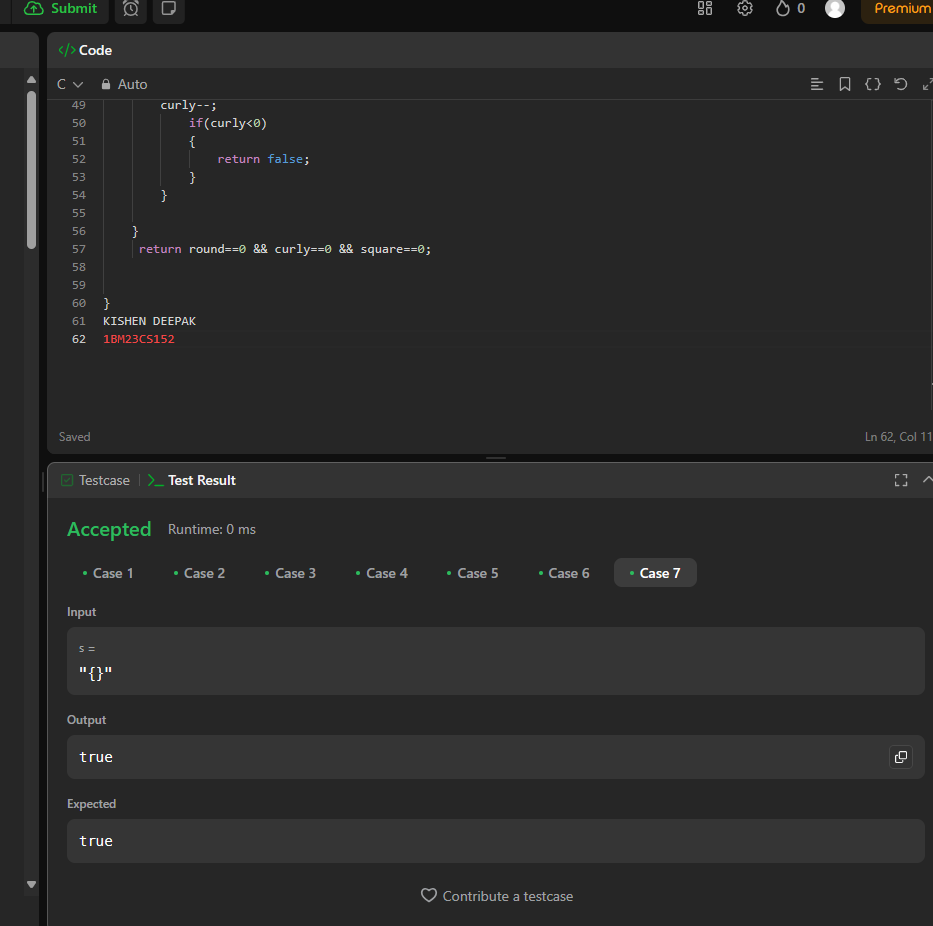 Submit 0 Premium
</> Code
C Auto
49 curly--;
50 if(curly<0)
51 {
52 return false;
53 }
54 }
55
56 }
57 return round==0 && curly==0 && square==0;
58
59
60 }
61 KISHEN DEEPAK
62 1BM23CS152
Saved Ln 62, Col 11
Testcase >_ Test Result
Accepted Runtime: 0 ms
• Case 1 • Case 2 • Case 3 • Case 4 • Case 5 • Case 6 • Case 7
Input
s =
"{}"
Output
true
Expected
true
Contribute a testcase